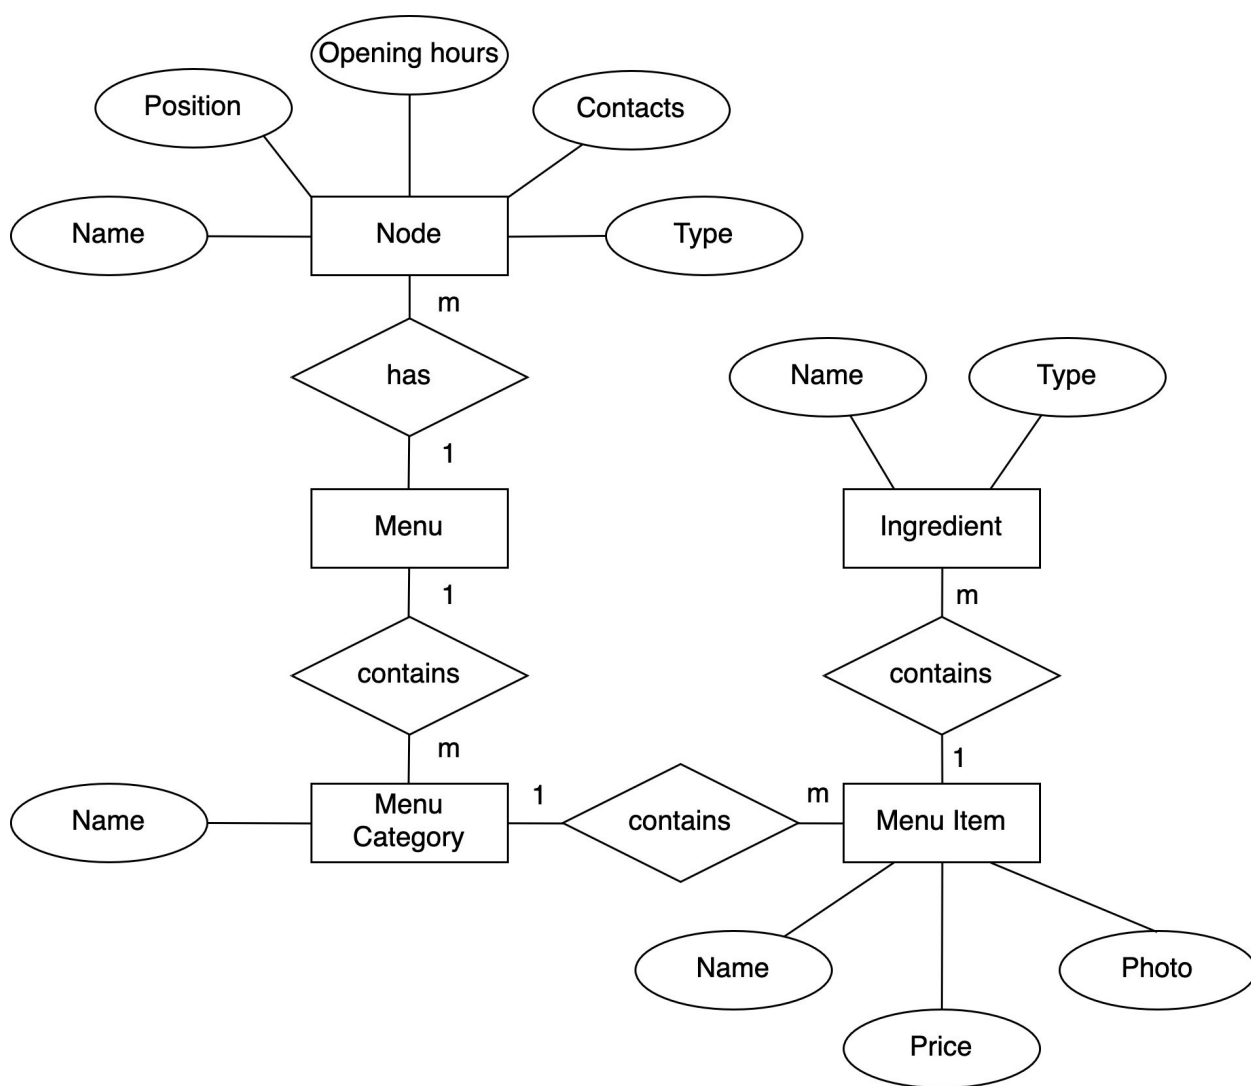 Opening hours
Position
Contacts
Name
Node
Type
m
has
1
Menu
1
contains
m
Name
Menu
Category
1
contains
m
Menu Item
1
contains
m
Ingredient
Name
Type
Name
Price
Photo